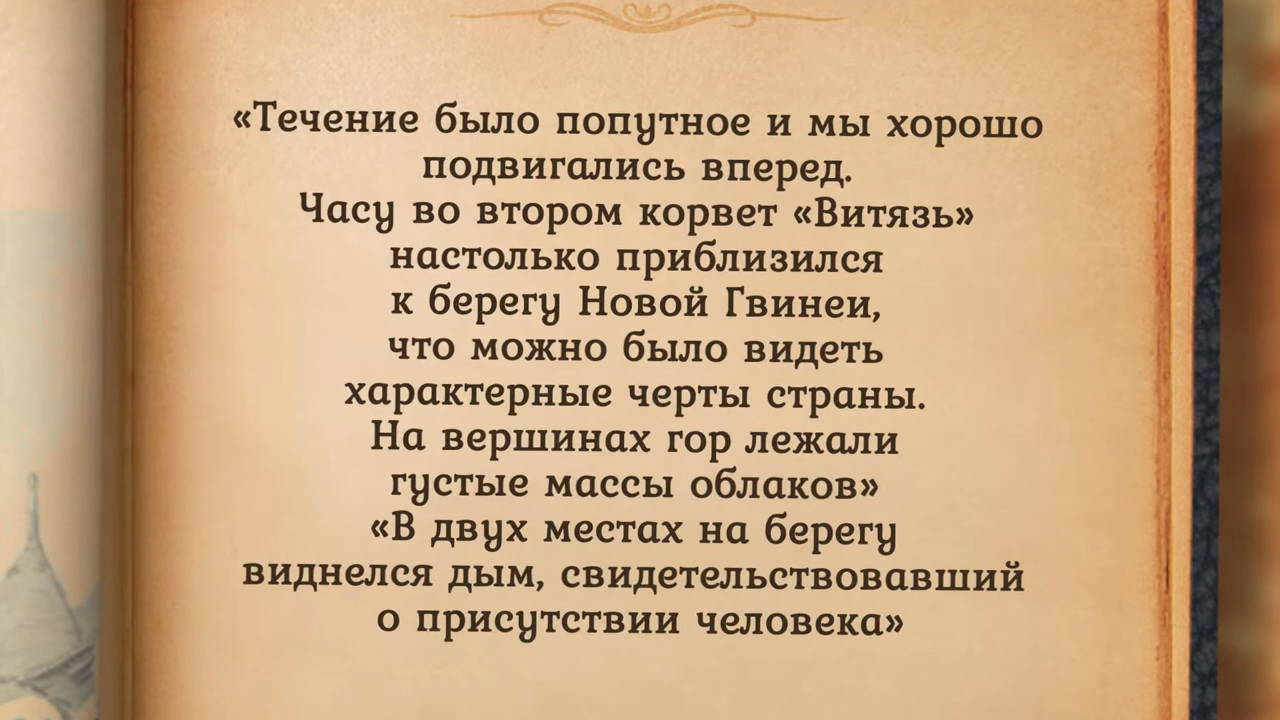 «Течение было попутное и мы хорошо
подвигались вперед.
Часу во втором корвет «Витязь»
настолько приблизился
к берегу Новой Гвинеи,
что можно было видеть
характерные черты страны.
На вершинах гор лежали
густые массы облаков»
«В двух местах на берегу
виднелся дым, свидетельствовавший
о присутствии человека»